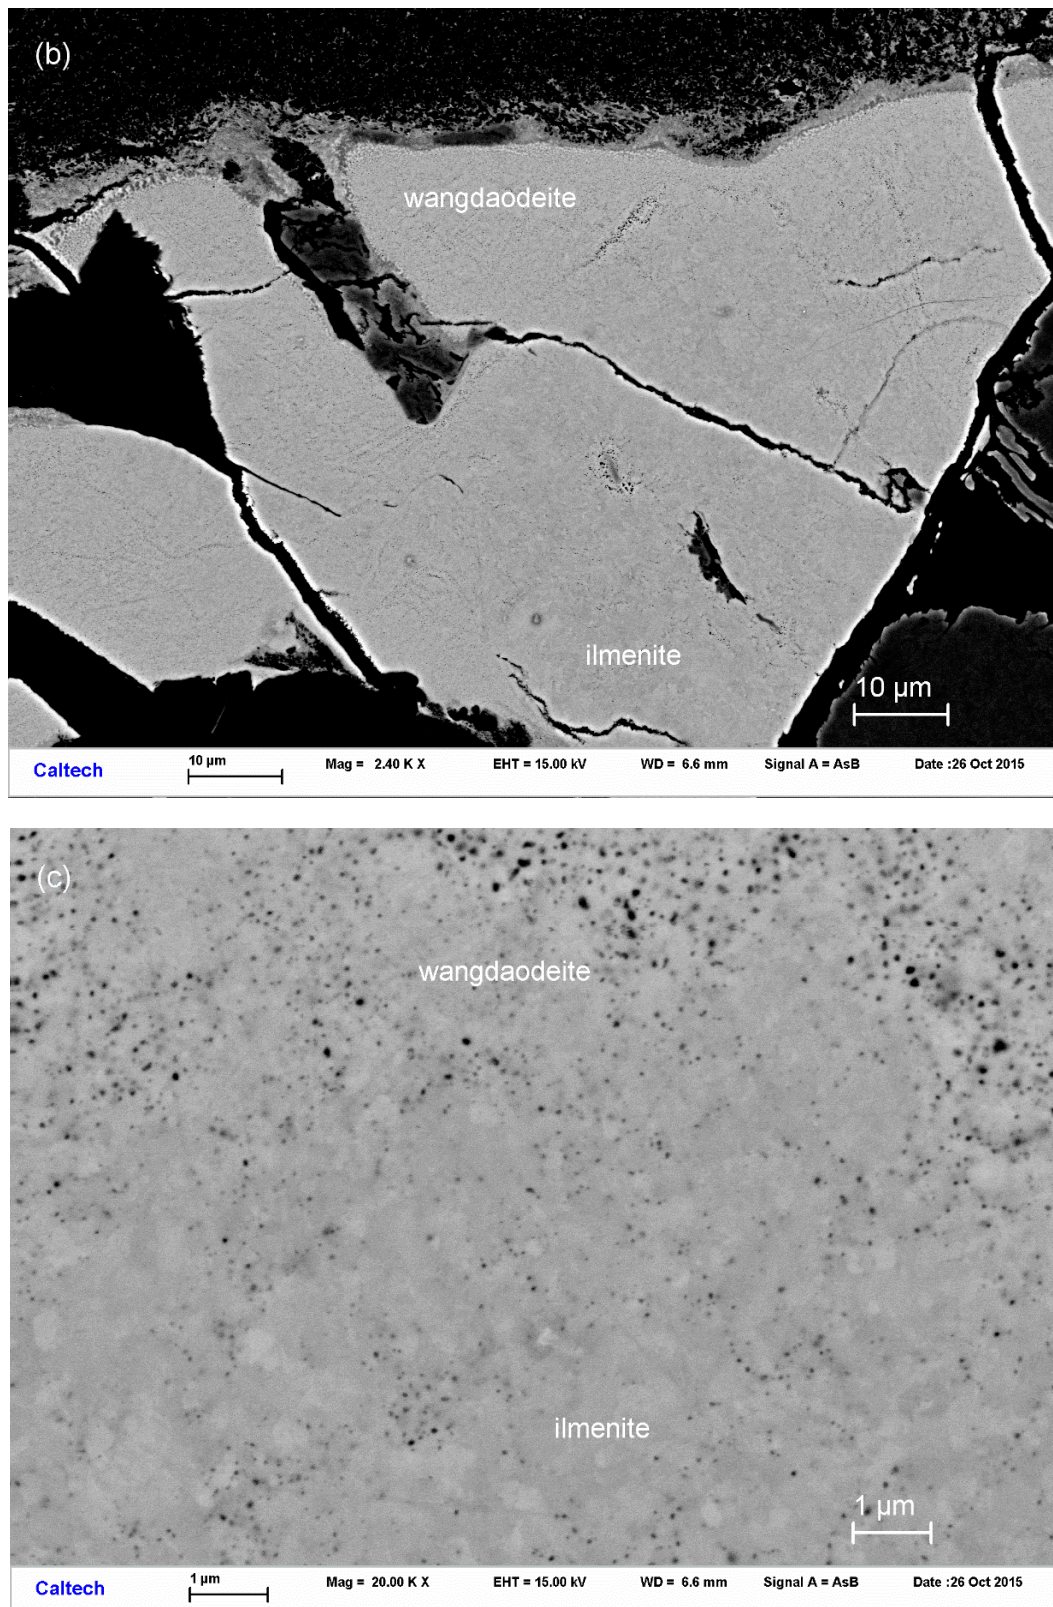 (b)
wangdaodeite
ilmenite
10 µm
Caltech 10 µm Mag = 2.40 K X EHT = 15.00 kV WD = 6.6 mm Signal A = AsB Date :26 Oct 2015
(c)
wangdaodeite
ilmenite
1 µm
Caltech 1 µm Mag = 20.00 K X EHT = 15.00 kV WD = 6.6 mm Signal A = AsB Date :26 Oct 2015